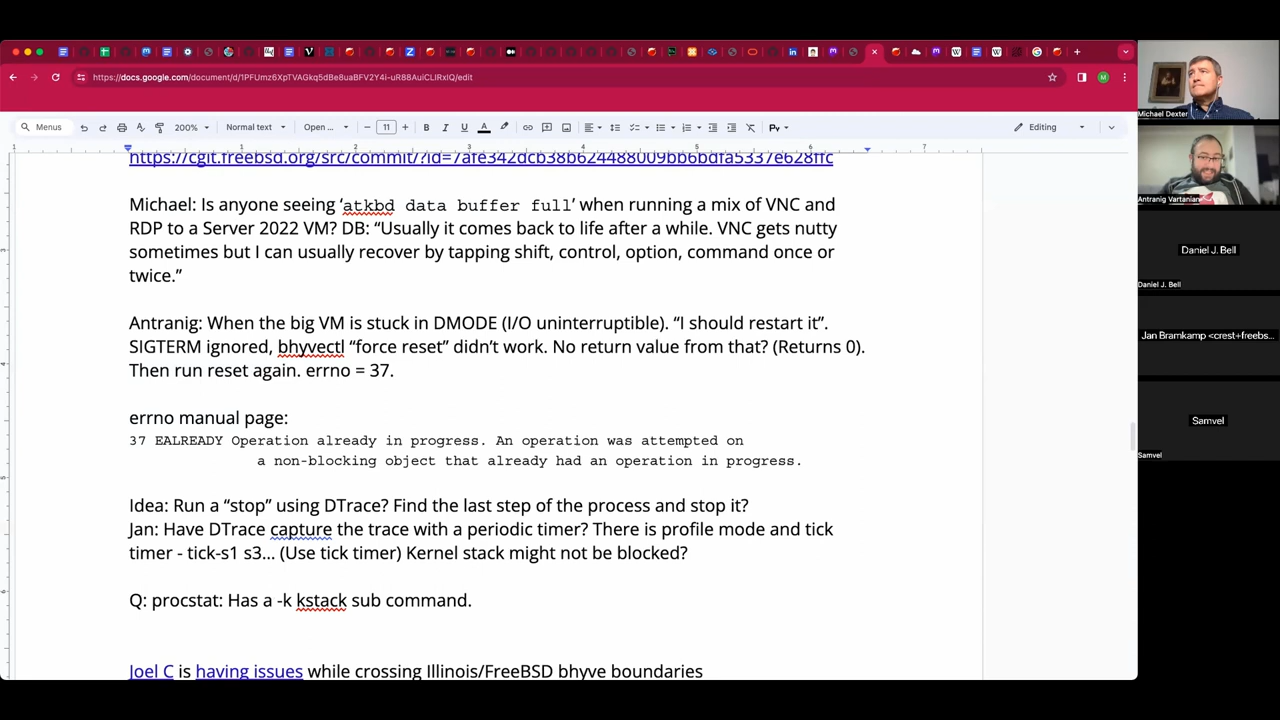 https://docs.google.com/document/d/1PFUmz6XpTVAGkq5dBe8uaBFV2Y4i-uR88AuiCLIRxIQ/edit
Menus
200%
Normal text
Open ...
11
Editing
https://cgit.freebsd.org/src/commit/?id=7afe342dcb38b624488009bb6bdfa5337e628ffc
Michael: Is anyone seeing ‘atkbd data buffer full’ when running a mix of VNC and
RDP to a Server 2022 VM? DB: “Usually it comes back to life after a while. VNC gets nutty
sometimes but I can usually recover by tapping shift, control, option, command once or
twice.”
Antranig: When the big VM is stuck in DMODE (I/O uninterruptible). “I should restart it”.
SIGTERM ignored, bhyvectl “force reset” didn’t work. No return value from that? (Returns 0).
Then run reset again. errno = 37.
errno manual page:
37 EALREADY Operation already in progress. An operation was attempted on
a non-blocking object that already had an operation in progress.
Idea: Run a “stop” using DTrace? Find the last step of the process and stop it?
Jan: Have DTrace capture the trace with a periodic timer? There is profile mode and tick
timer - tick-s1 s3... (Use tick timer) Kernel stack might not be blocked?
Q: procstat: Has a -k kstack sub command.
Joel C is having issues while crossing Illinois/FreeBSD bhyve boundaries
Michael Dexter
Antranig Vartanian
Daniel J. Bell
Daniel J. Bell
Jan Bramkamp <crest+freebs...
Samvel
Samvel